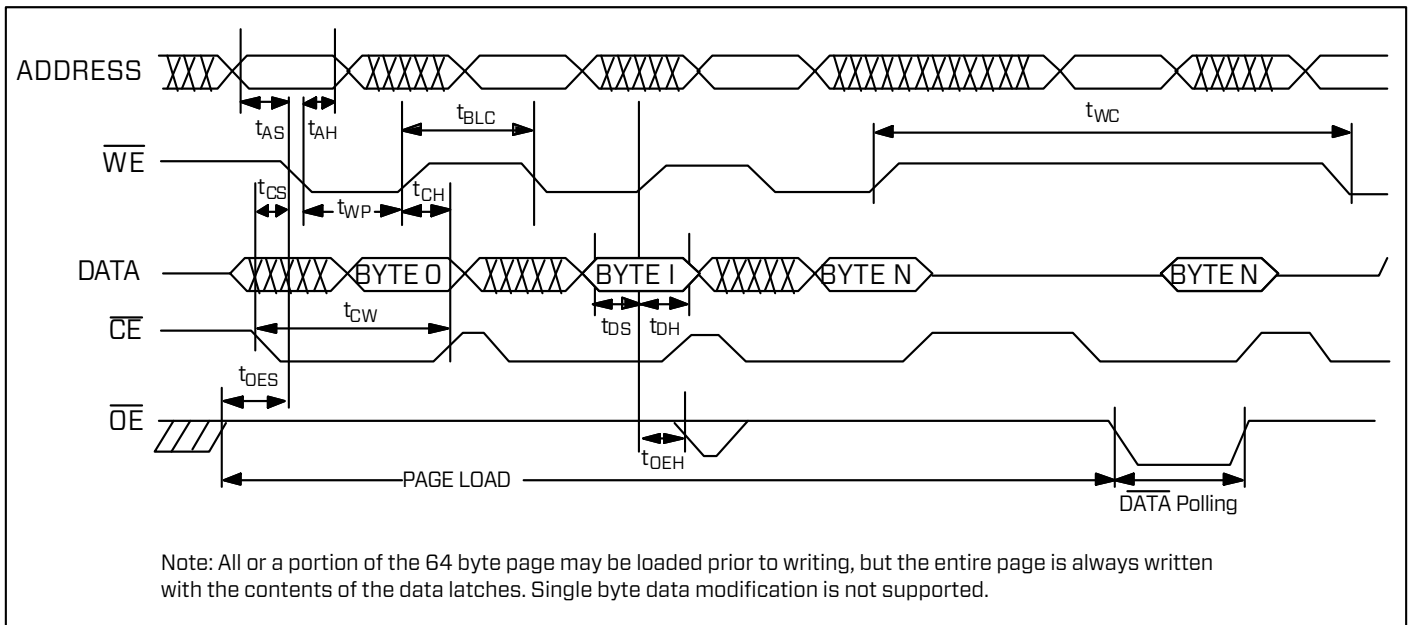 ADDRESS
tAS
tAH
tBLC
tWC
WE
tCS
tWP
tCH
DATA
BYTE 0
BYTE I
BYTE N
BYTE N
tCW
tDS
tDH
CE
tOES
OE
tOEH
PAGE LOAD
DATA Polling
Note: All or a portion of the 64 byte page may be loaded prior to writing, but the entire page is always written
with the contents of the data latches. Single byte data modification is not supported.